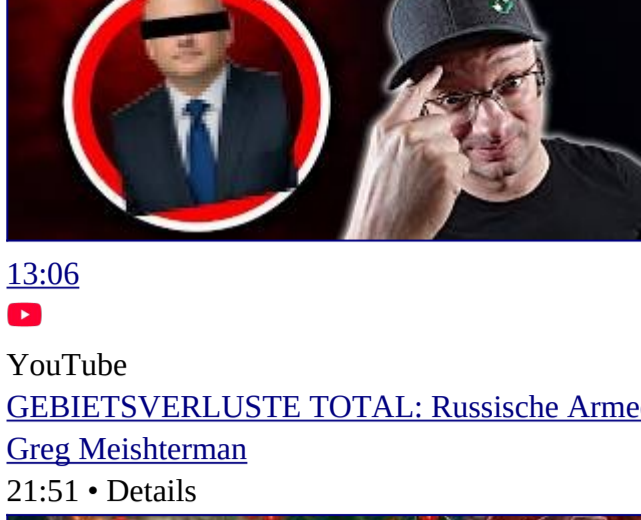 13:06
YouTube
GEBIETSVERLUSTE TOTAL: Russische Arme
Greg Meishterman
21:51 • Details